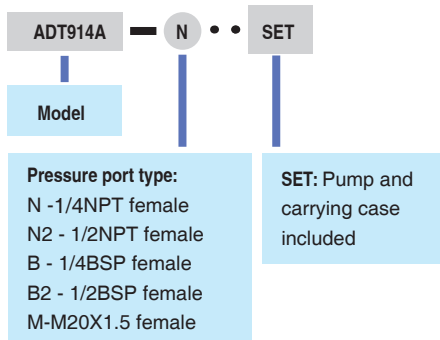 ADT914A — N • • SET
Model
Pressure port type:
N -1/4NPT female
N2 - 1/2NPT female
B - 1/4BSP female
B2 - 1/2BSP female
M-M20X1.5 female
SET: Pump and
carrying case
included